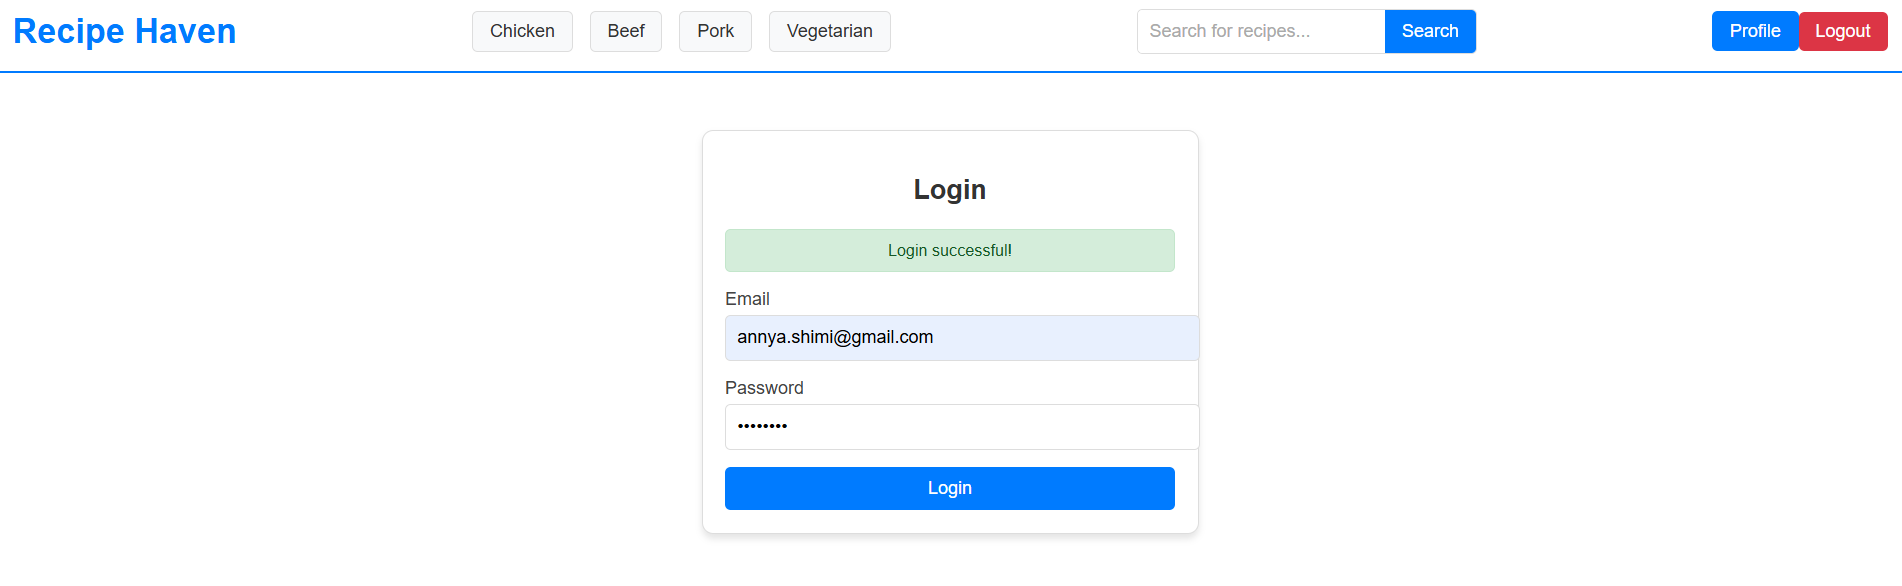 Recipe Haven
Chicken Beef Pork Vegetarian
Search for recipes... Search
Profile Logout
Login
Login successful!
Email
annya.shimi@gmail.com
Password
••••••••
Login